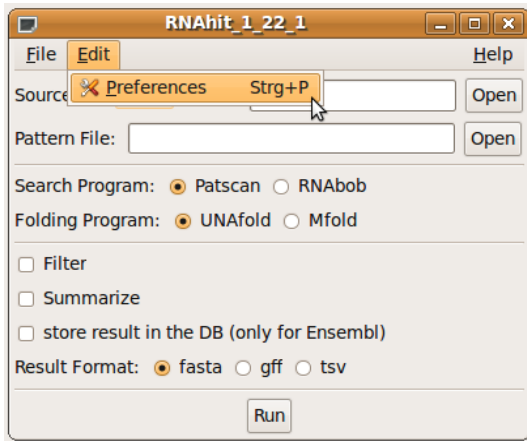 RNAhit_1_22_1
File Edit Help
Preferences Strg+P
Source Open
Pattern File: Open
Search Program: Patscan RNAbob
Folding Program: UNAfold Mfold
Filter
Summarize
store result in the DB (only for Ensembl)
Result Format: fasta gff tsv
Run